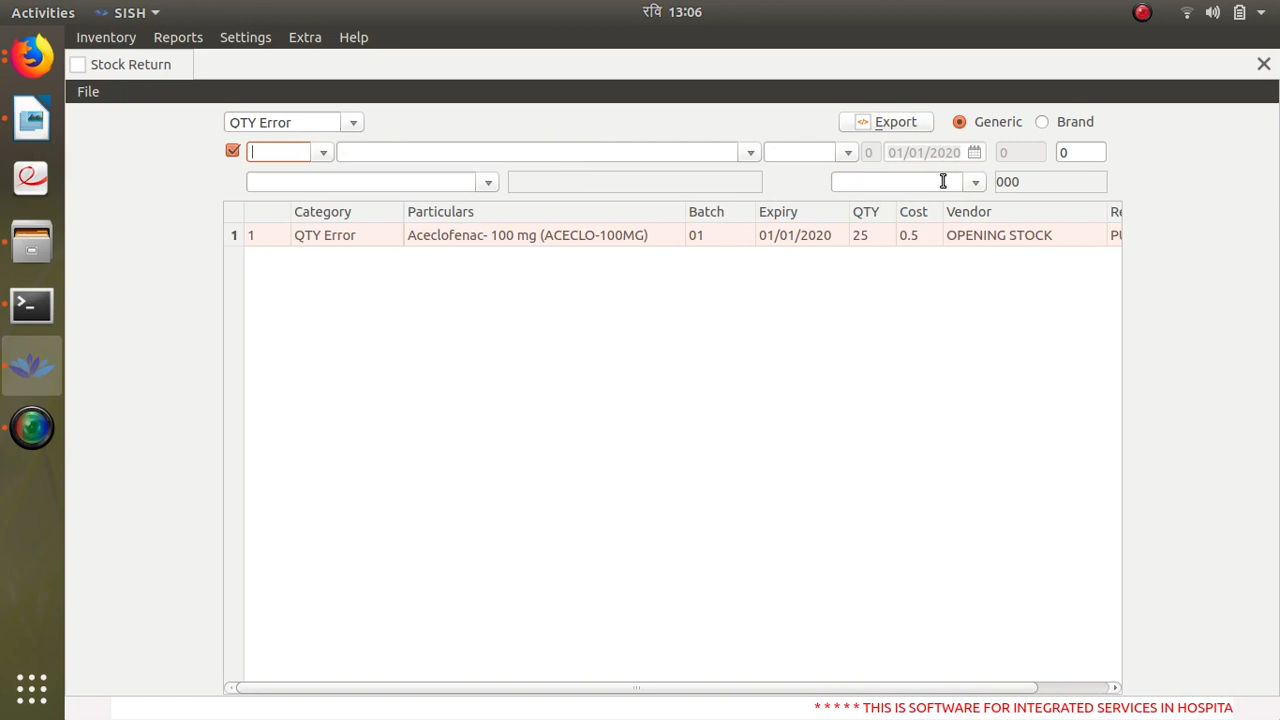 Activities SISH रवि 13:06
Inventory Reports Settings Extra Help
Stock Return
File
QTY Error Export Generic Brand
0 01/01/2020 0 0
000
Category Particulars Batch Expiry QTY Cost Vendor Re
1 1 QTY Error Aceclofenac- 100 mg (ACECLO-100MG) 01 01/01/2020 25 0.5 OPENING STOCK PU
* * * * * THIS IS SOFTWARE FOR INTEGRATED SERVICES IN HOSPITA